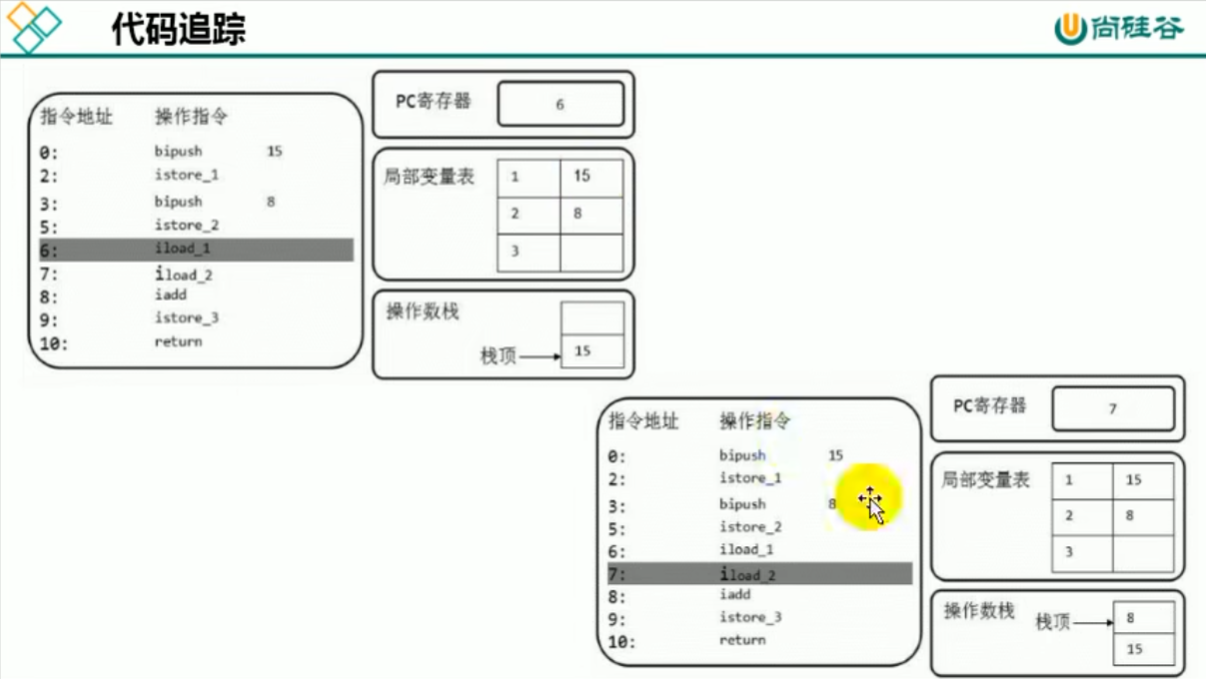 代码追踪
尚硅谷
指令地址 操作指令
0: bipush 15
2: istore_1
3: bipush 8
5: istore_2
6: iload_1
7: iload_2
8: iadd
9: istore_3
10: return
PC寄存器 6
局部变量表
1 15
2 8
3
操作数栈
栈顶 15
指令地址 操作指令
0: bipush 15
2: istore_1
3: bipush 8
5: istore_2
6: iload_1
7: iload_2
8: iadd
9: istore_3
10: return
PC寄存器 7
局部变量表
1 15
2 8
3
操作数栈
栈顶 8
15